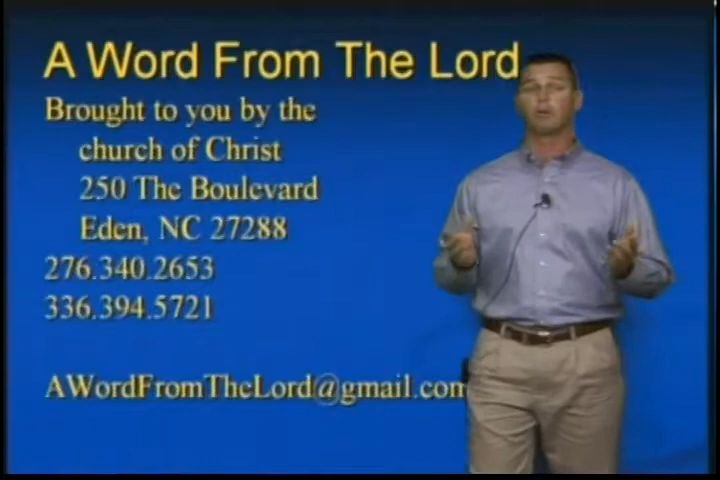 A Word From The Lord
Brought to you by the
church of Christ
250 The Boulevard
Eden, NC 27288
276.340.2653
336.394.5721
AWordFromTheLord@gmail.com